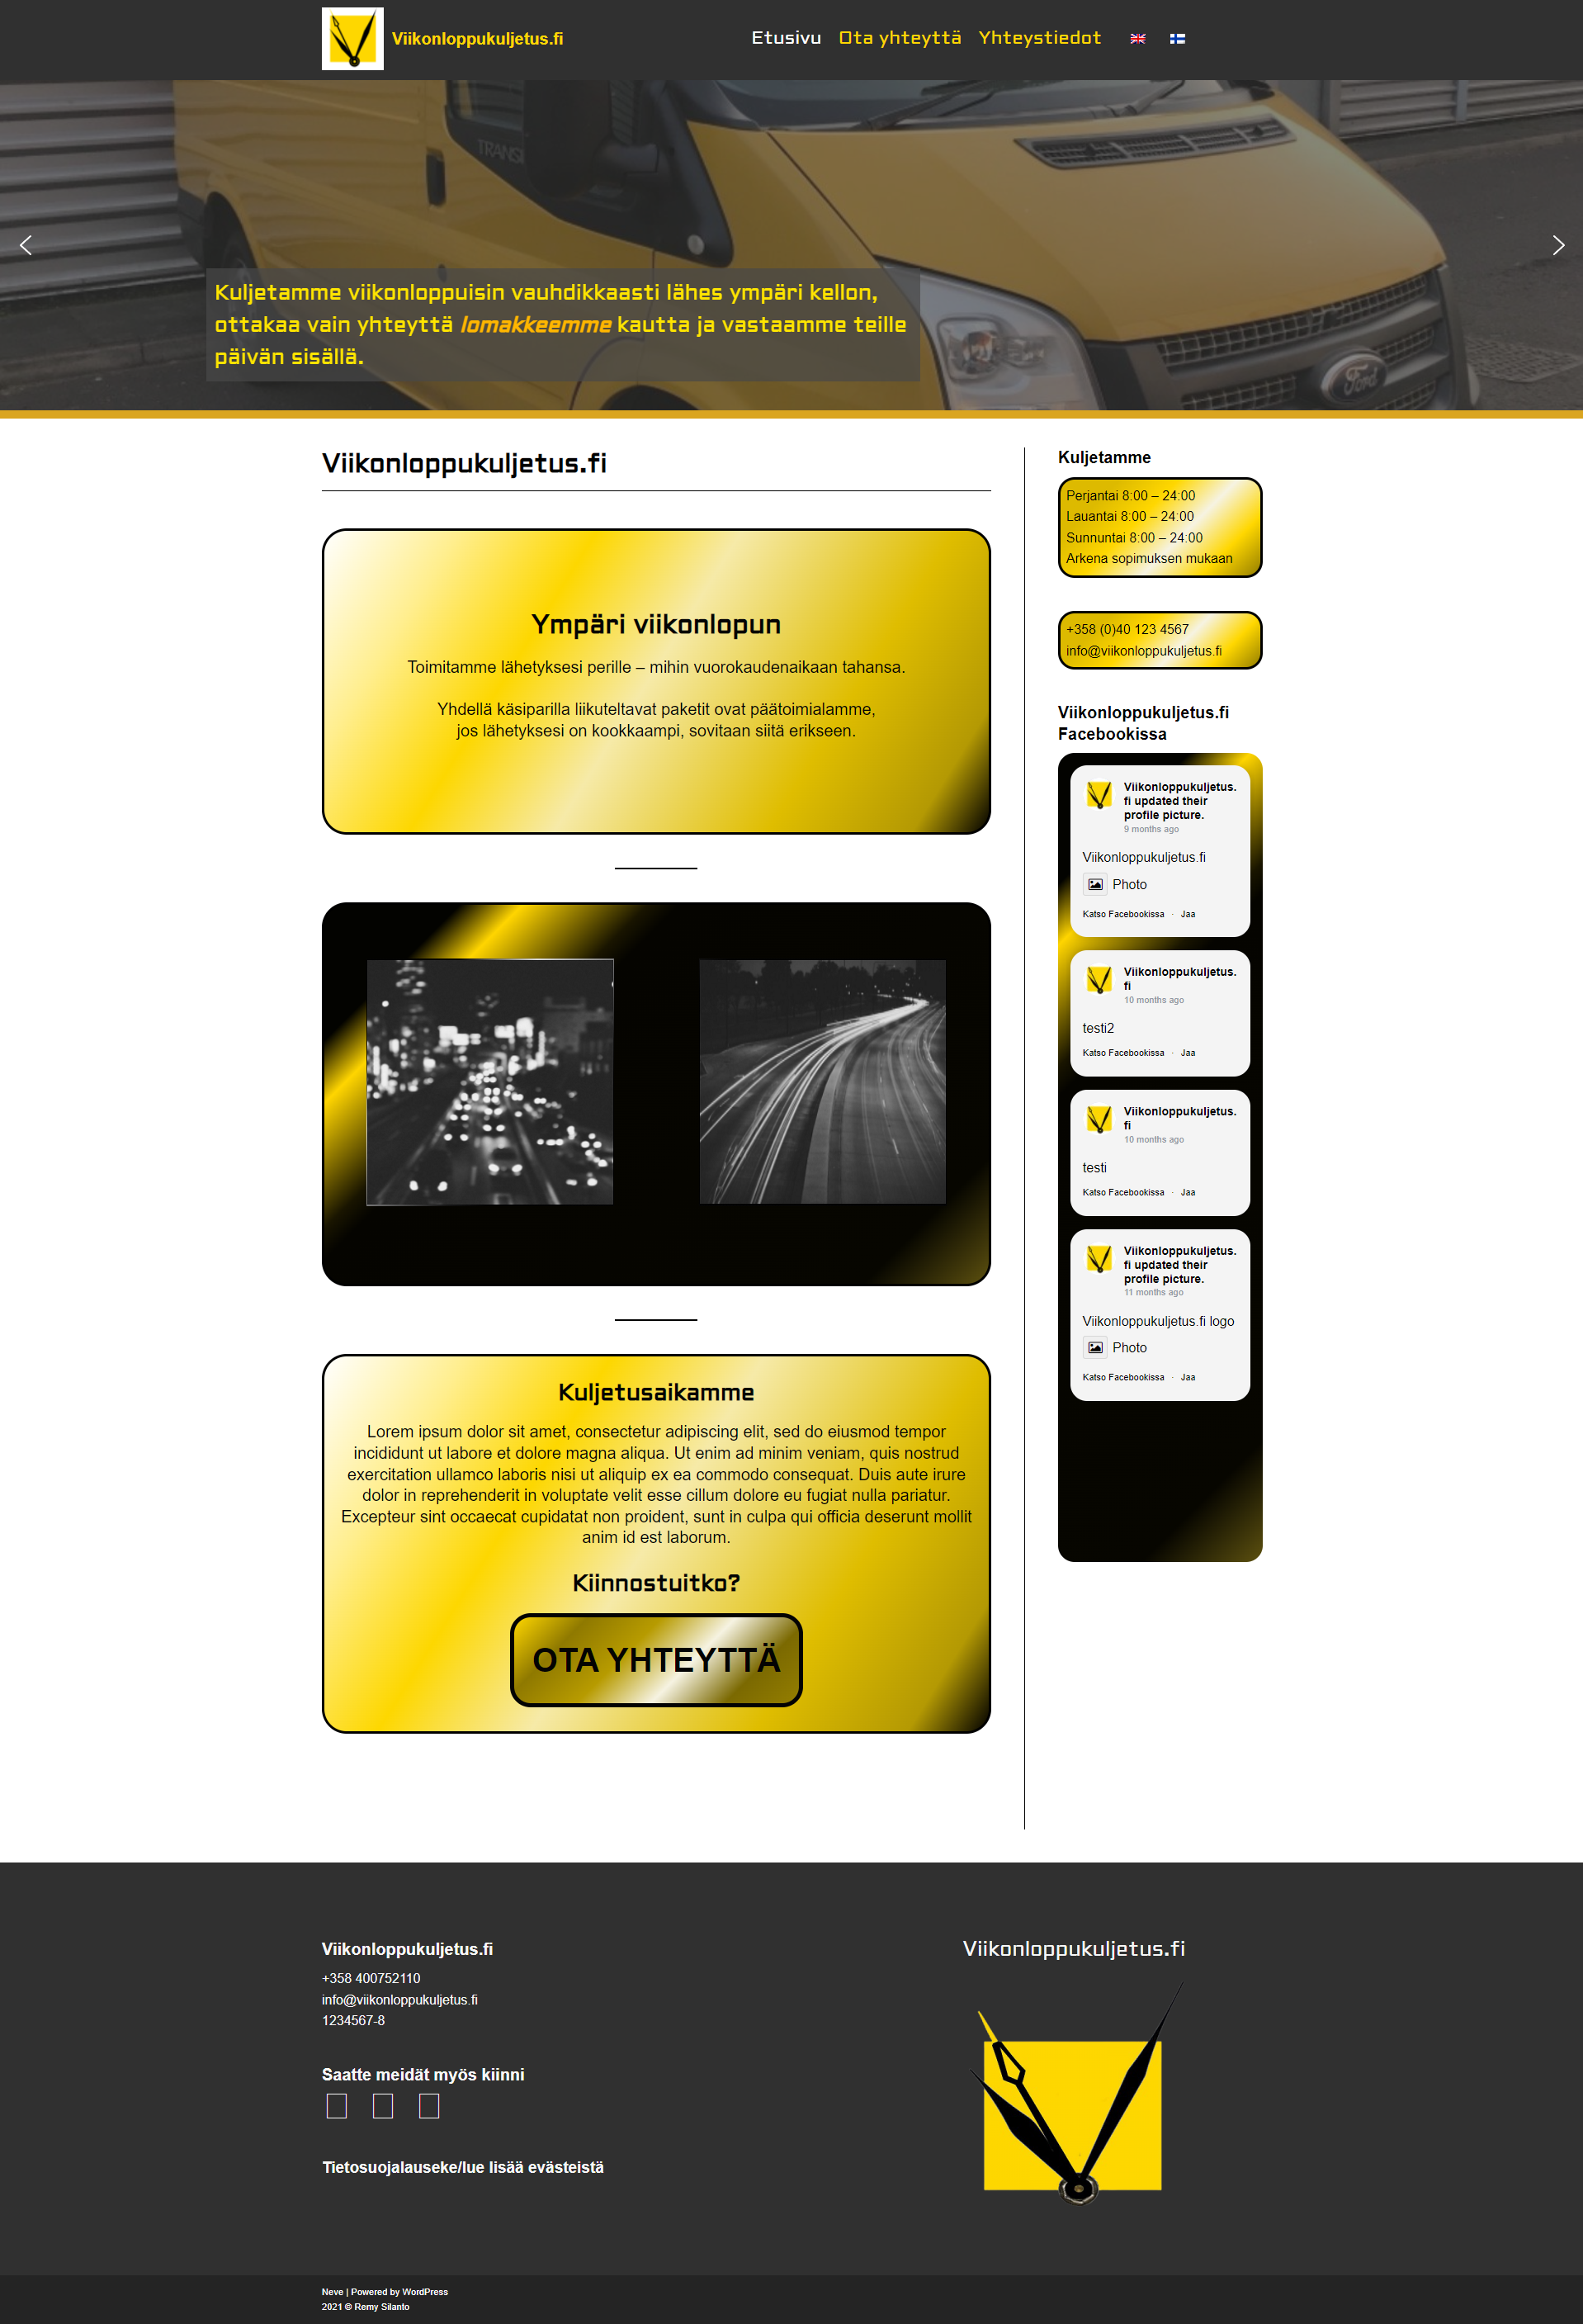 Viikonloppukuljetus.fi
Etusivu Ota yhteyttä Yhteystiedot
TRANSI
Kuljetamme viikonloppuisin vauhdikkaasti lähes ympäri kellon,
ottakaa vain yhteyttä lomakkeemme kautta ja vastaamme teille
päivän sisällä.
Ford
Viikonloppukuljetus.fi
Ympäri viikonlopun
Toimitamme lähetyksesi perille – mihin vuorokaudenaikaan tahansa.
Yhdellä käsiparilla liikuteltavat paketit ovat päätoimialamme,
jos lähetyksesi on kookkaampi, sovitaan siitä erikseen.
Kuljetusaikamme
Lorem ipsum dolor sit amet, consectetur adipiscing elit, sed do eiusmod tempor
incididunt ut labore et dolore magna aliqua. Ut enim ad minim veniam, quis nostrud
exercitation ullamco laboris nisi ut aliquip ex ea commodo consequat. Duis aute irure
dolor in reprehenderit in voluptate velit esse cillum dolore eu fugiat nulla pariatur.
Excepteur sint occaecat cupidatat non proident, sunt in culpa qui officia deserunt mollit
anim id est laborum.
Kiinnostuitko?
OTA YHTEYTTÄ
Kuljetamme
Perjantai 8:00 – 24:00
Lauantai 8:00 – 24:00
Sunnuntai 8:00 – 24:00
Arkena sopimuksen mukaan
+358 (0)40 123 4567
info@viikonloppukuljetus.fi
Viikonloppukuljetus.fi
Facebookissa
Viikonloppukuljetus.
fi updated their
profile picture.
9 months ago
Viikonloppukuljetus.fi
Photo
Katso Facebookissa · Jaa
Viikonloppukuljetus.
fi
10 months ago
testi2
Katso Facebookissa · Jaa
Viikonloppukuljetus.
fi
10 months ago
testi
Katso Facebookissa · Jaa
Viikonloppukuljetus.
fi updated their
profile picture.
11 months ago
Viikonloppukuljetus.fi logo
Photo
Katso Facebookissa · Jaa
Viikonloppukuljetus.fi
+358 400752110
info@viikonloppukuljetus.fi
1234567-8
Saatte meidät myös kiinni
Tietosuojalauseke/lue lisää evästeistä
Viikonloppukuljetus.fi
Neve | Powered by WordPress
2021 © Remy Silanto